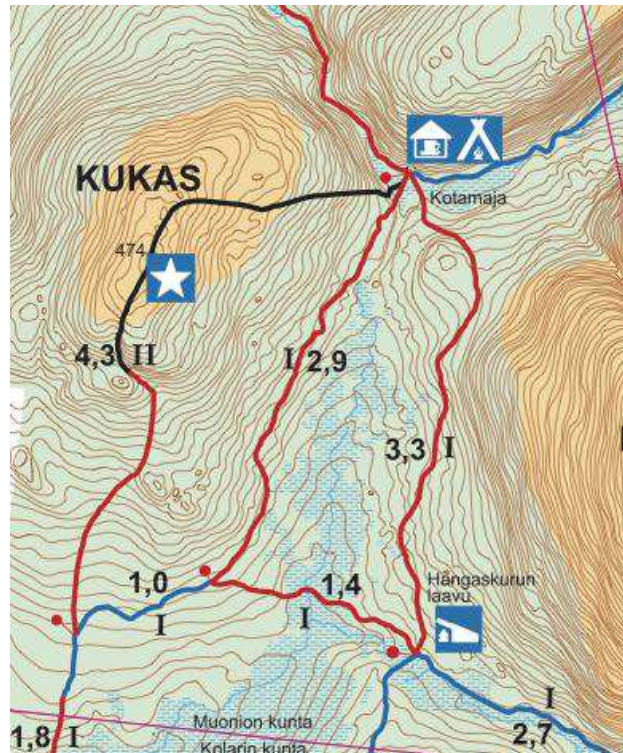 KUKAS
Kotamaja
474
4,3 II
I 2,9
3,3 I
1,0
I
1,4
I
Hangaskurun
laavu
I
2,7
1,8 I
Muonion kunta
Kolarin kunta